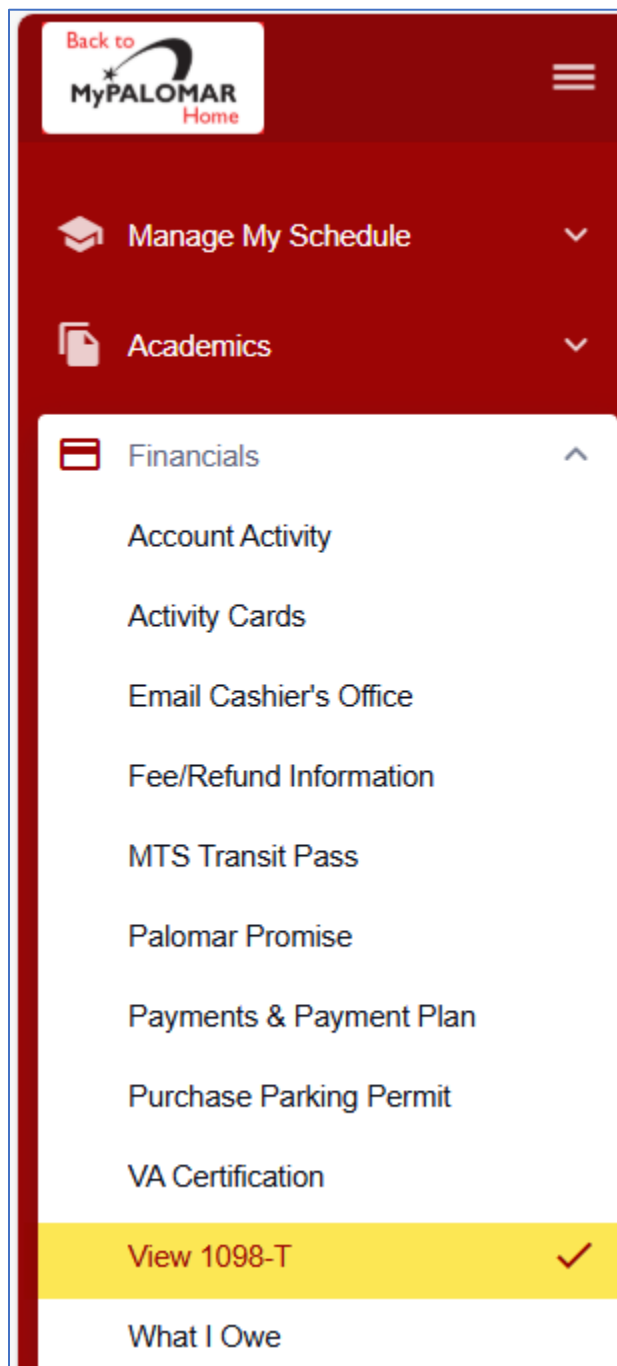 Back to
MyPALOMAR
Home
Manage My Schedule
Academics
Financials
Account Activity
Activity Cards
Email Cashier's Office
Fee/Refund Information
MTS Transit Pass
Palomar Promise
Payments & Payment Plan
Purchase Parking Permit
VA Certification
View 1098-T
What I Owe